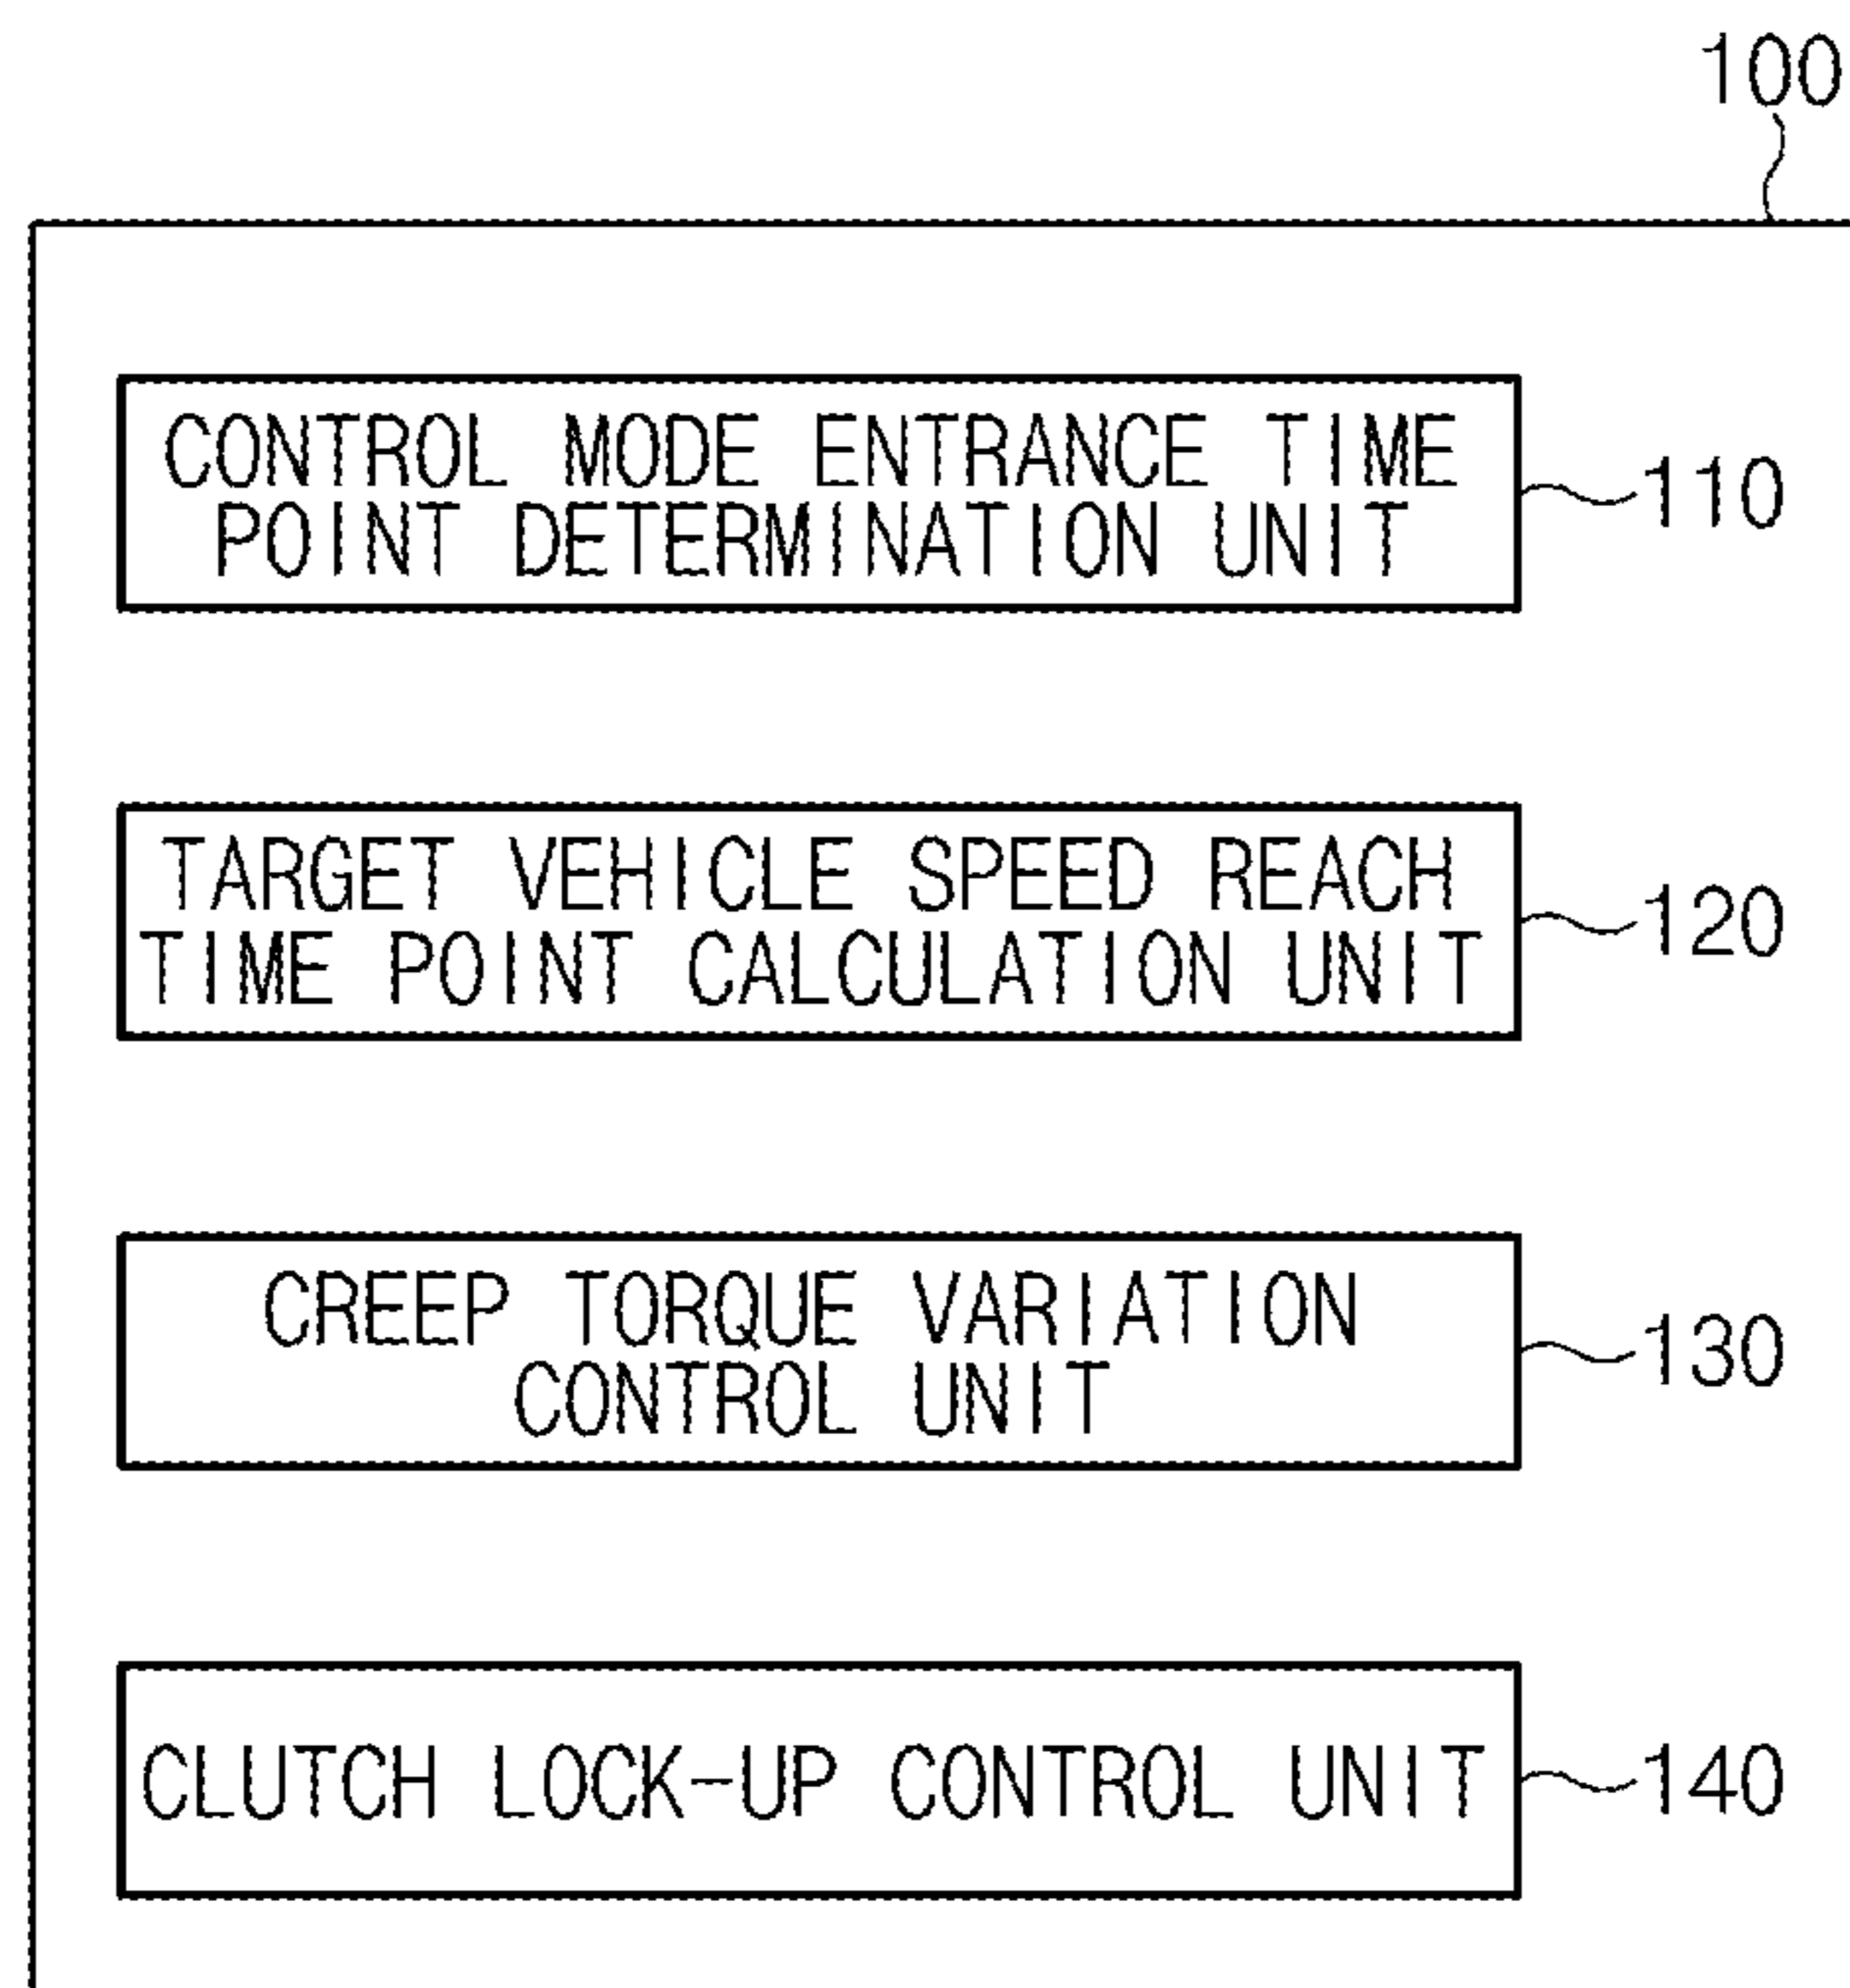 100
CONTROL MODE ENTRANCE TIME
POINT DETERMINATION UNIT
110
TARGET VEHICLE SPEED REACH
TIME POINT CALCULATION UNIT
120
CREEP TORQUE VARIATION
CONTROL UNIT
130
CLUTCH LOCK-UP CONTROL UNIT
140